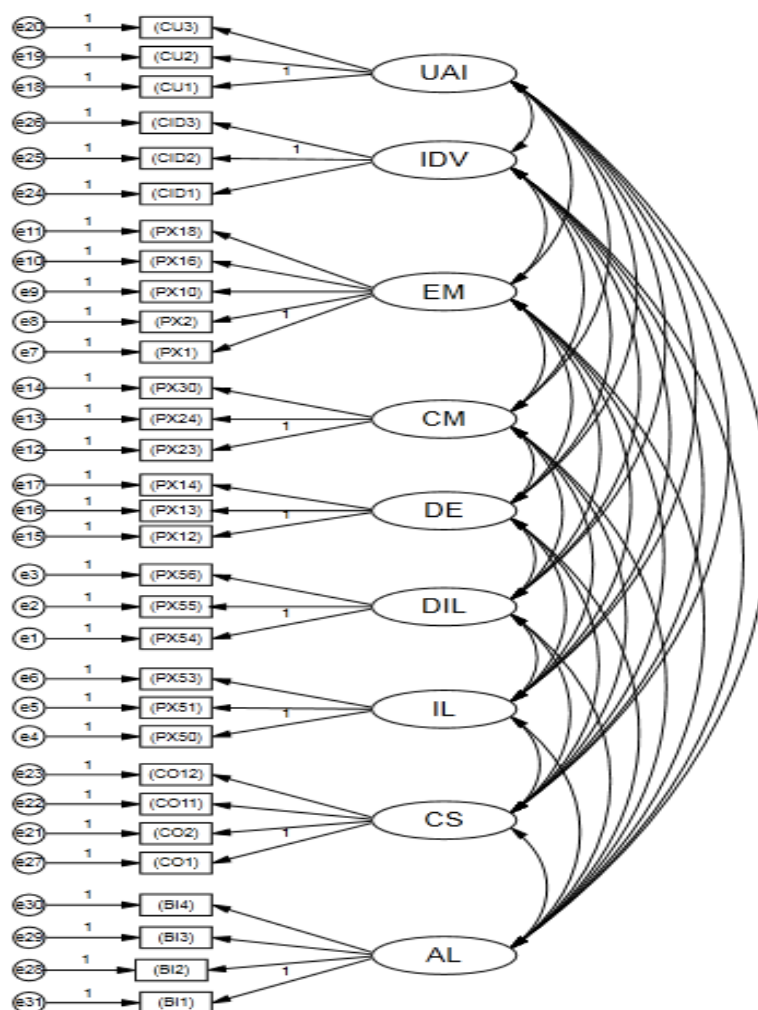 e20 1 (CU3)
e19 1 (CU2)
e18 1 (CU1)
1 UAI
e26 1 (CID3)
e25 1 (CID2)
e24 1 (CID1)
1 IDV
e11 1 (PX18)
e10 1 (PX16)
e9 1 (PX10)
e8 1 (PX2)
e7 1 (PX1)
1 EM
e14 1 (PX30)
e13 1 (PX24)
e12 1 (PX23)
1 CM
e17 1 (PX14)
e16 1 (PX13)
e15 1 (PX12)
1 DE
e3 1 (PX56)
e2 1 (PX55)
e1 1 (PX54)
1 DIL
e6 1 (PX53)
e5 1 (PX51)
e4 1 (PX50)
1 IL
e23 1 (CO12)
e22 1 (CO11)
e21 1 (CO2)
e27 1 (CO1)
1 CS
e30 1 (BI4)
e29 1 (BI3)
e28 1 (BI2)
e31 1 (BI1)
1 AL